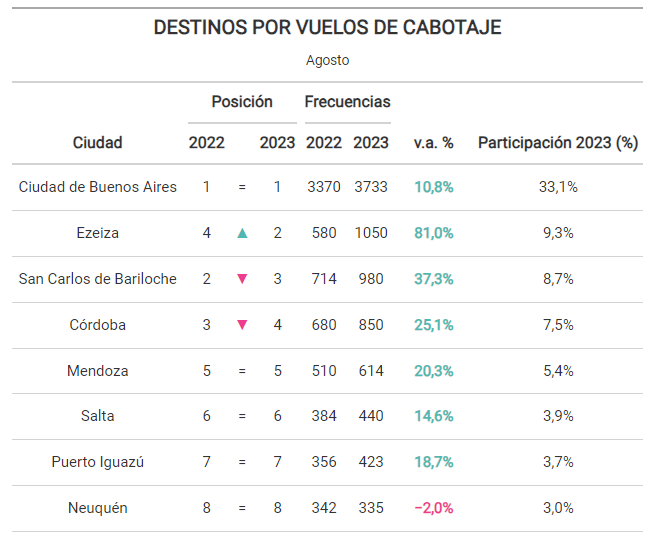 DESTINOS POR VUELOS DE CABOTAJE
Agosto
Posición Frecuencias
Ciudad 2022 2023 2022 2023 v.a. % Participación 2023 (%)
Ciudad de Buenos Aires 1 = 1 3370 3733 10,8% 33,1%
Ezeiza 4 ▲ 2 580 1050 81,0% 9,3%
San Carlos de Bariloche 2 ▼ 3 714 980 37,3% 8,7%
Córdoba 3 ▼ 4 680 850 25,1% 7,5%
Mendoza 5 = 5 510 614 20,3% 5,4%
Salta 6 = 6 384 440 14,6% 3,9%
Puerto Iguazú 7 = 7 356 423 18,7% 3,7%
Neuquén 8 = 8 342 335 −2,0% 3,0%